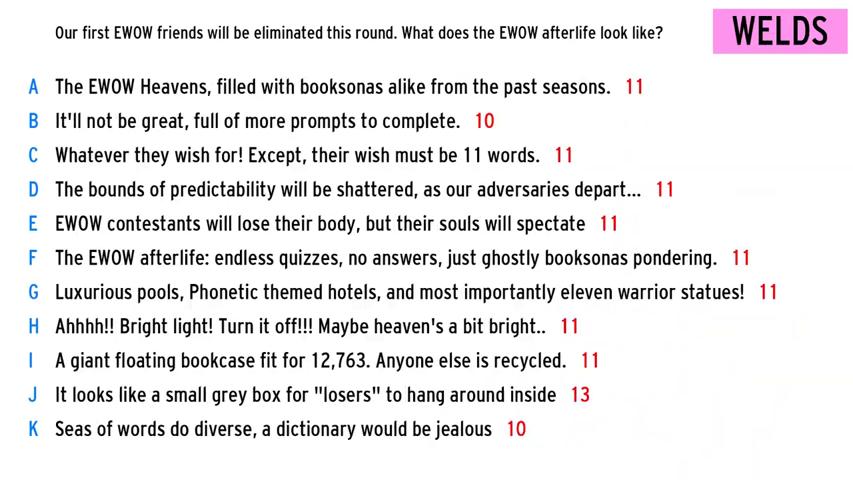 Our first EWOW friends will be eliminated this round. What does the EWOW afterlife look like?
WELDS
A The EWOW Heavens, filled with booksonas alike from the past seasons. 11
B It'll not be great, full of more prompts to complete. 10
C Whatever they wish for! Except, their wish must be 11 words. 11
D The bounds of predictability will be shattered, as our adversaries depart... 11
E EWOW contestants will lose their body, but their souls will spectate 11
F The EWOW afterlife: endless quizzes, no answers, just ghostly booksonas pondering. 11
G Luxurious pools, Phonetic themed hotels, and most importantly eleven warrior statues! 11
H Ahhhh!! Bright light! Turn it off!!! Maybe heaven's a bit bright.. 11
I A giant floating bookcase fit for 12,763. Anyone else is recycled. 11
J It looks like a small grey box for "losers" to hang around inside 13
K Seas of words do diverse, a dictionary would be jealous 10